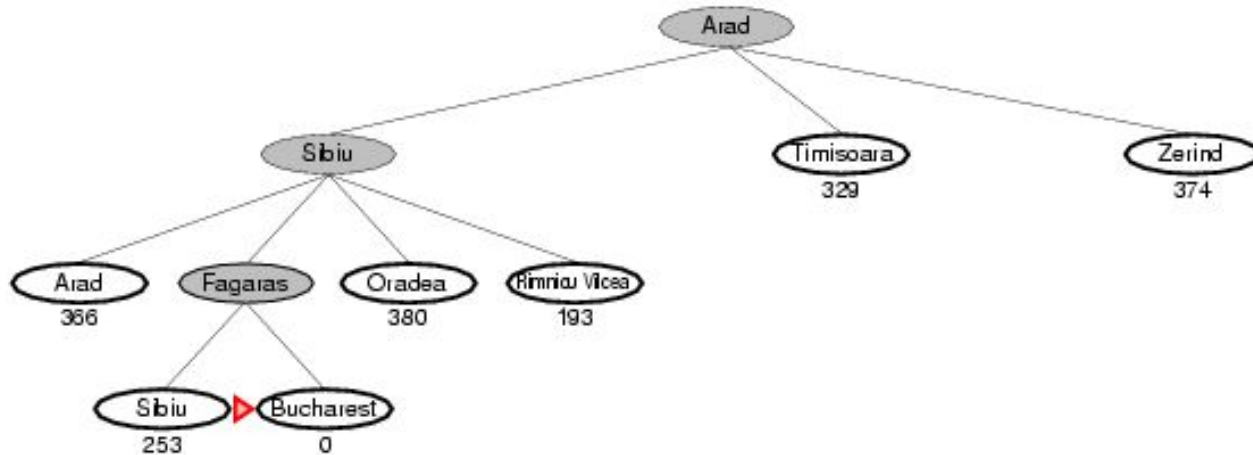 Arad
Sibiu
Timisoara
Zerind
329
374
Arad
Fagaras
Oradea
Rimnicu Vilcea
366
380
193
Sibiu
Bucharest
253
0